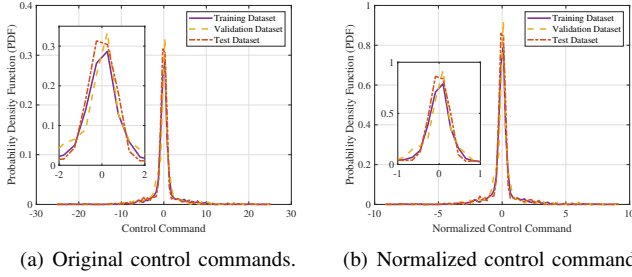 Training Dataset
Validation Dataset
Test Dataset
Probability Density Function (PDF)
0.4
0.3
0.2
0.1
0
0.3
0.2
0.1
0
-2 0 2
-30 -20 -10 0 10 20 30
Control Command
(a) Original control commands.
Training Dataset
Validation Dataset
Test Dataset
Probability Density Function (PDF)
1
0.8
0.6
0.4
0.2
0
1
0.5
0
-1 0 1
-10 -5 0 5 10
Normalized Control Command
(b) Normalized control command